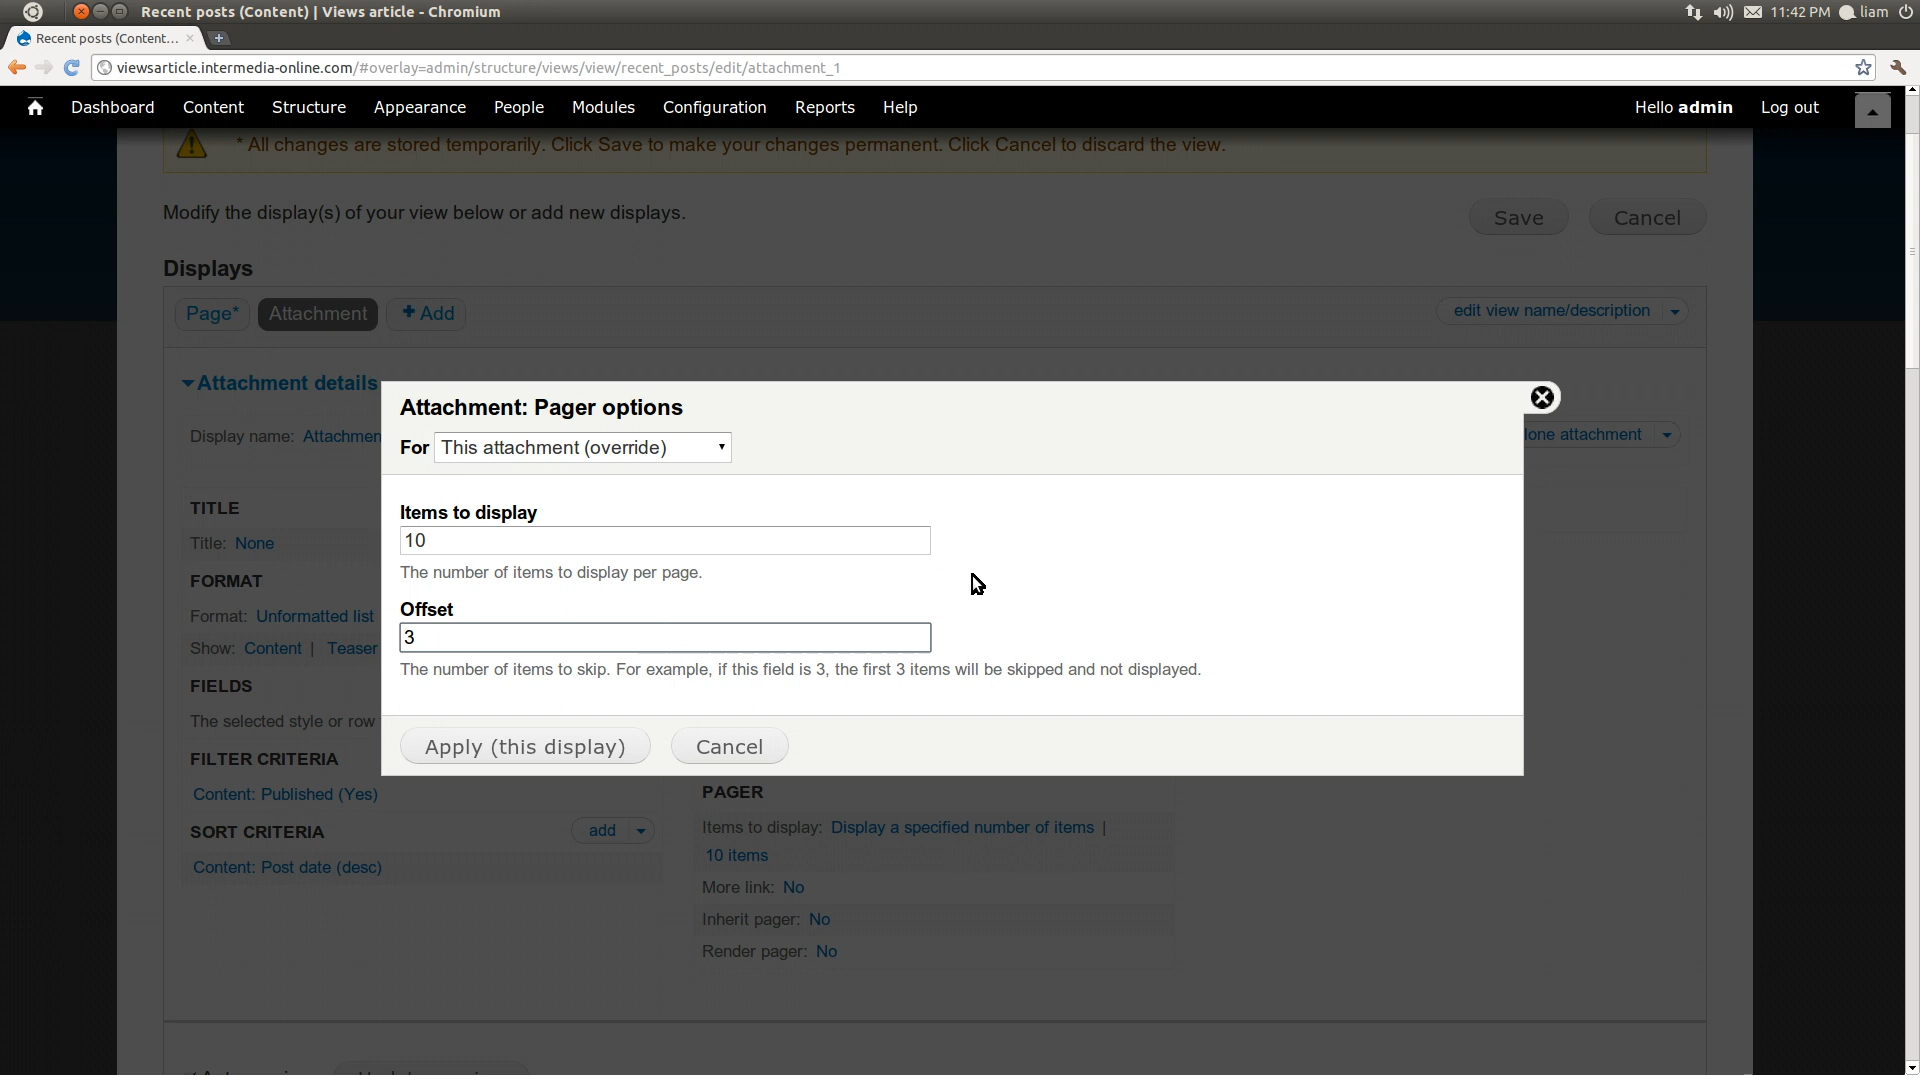 Recent posts (Content) | Views article - Chromium
11:42 PM liam
Recent posts (Content...
viewsarticle.intermedia-online.com/#overlay=admin/structure/views/view/recent_posts/edit/attachment_1
Dashboard Content Structure Appearance People Modules Configuration Reports Help Hello admin Log out
* All changes are stored temporarily. Click Save to make your changes permanent. Click Cancel to discard the view.
Modify the display(s) of your view below or add new displays.
Save Cancel
Displays
Page* Attachment + Add edit view name/description
Attachment details
Attachment: Pager options
Display name: Attachmen
lone attachment
For This attachment (override)
TITLE
Title: None
FORMAT
Format: Unformatted list
Show: Content | Teaser
FIELDS
The selected style or row
Items to display
10
The number of items to display per page.
Offset
3
The number of items to skip. For example, if this field is 3, the first 3 items will be skipped and not displayed.
Apply (this display) Cancel
FILTER CRITERIA
Content: Published (Yes)
SORT CRITERIA
add
Content: Post date (desc)
PAGER
Items to display: Display a specified number of items |
10 items
More link: No
Inherit pager: No
Render pager: No